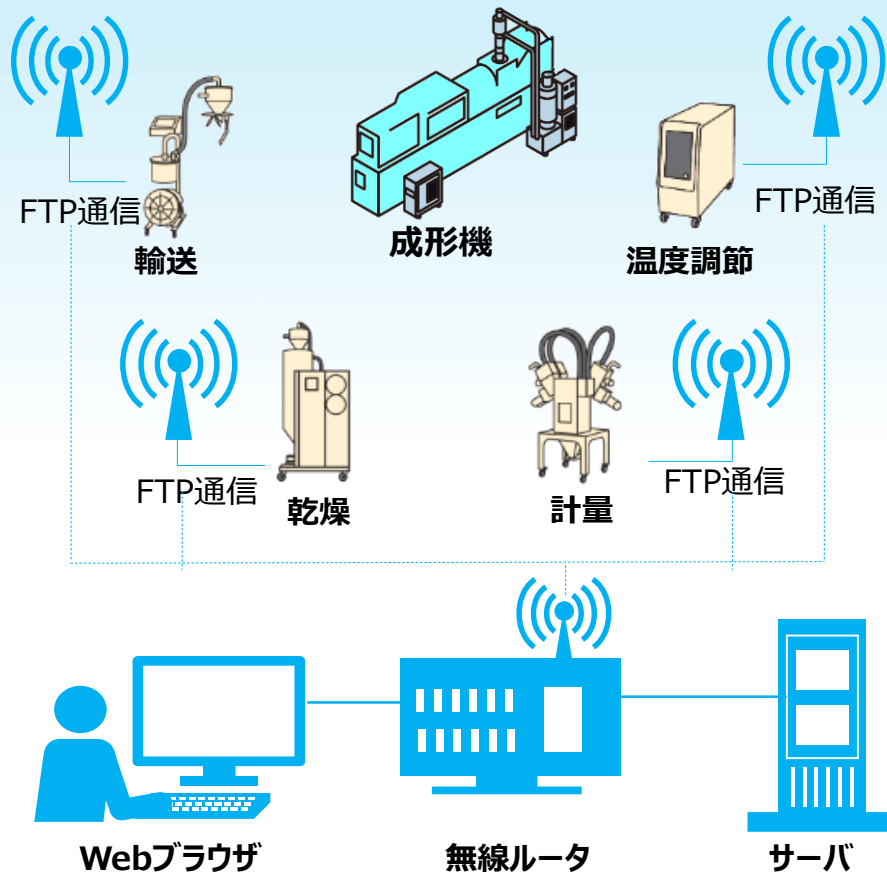 FTP通信
輸送
成形機
温度調節
FTP通信
FTP通信
乾燥
計量
FTP通信
Webブラウザ
無線ルータ
サーバ